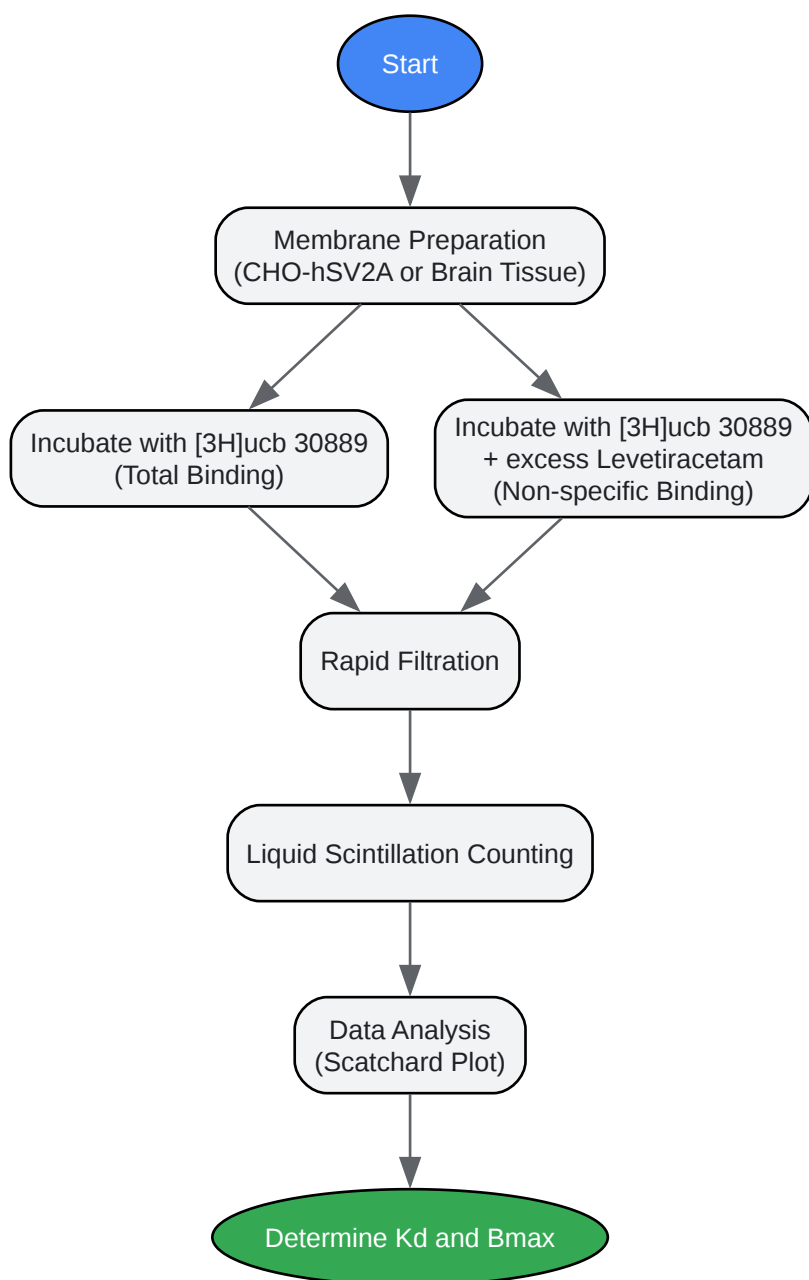 Start
Membrane Preparation
(CHO-hSV2A or Brain Tissue)
Incubate with [3H]ucb 30889
(Total Binding)
Incubate with [3H]ucb 30889
+ excess Levetiracetam
(Non-specific Binding)
Rapid Filtration
Liquid Scintillation Counting
Data Analysis
(Scatchard Plot)
Determine Kd and Bmax